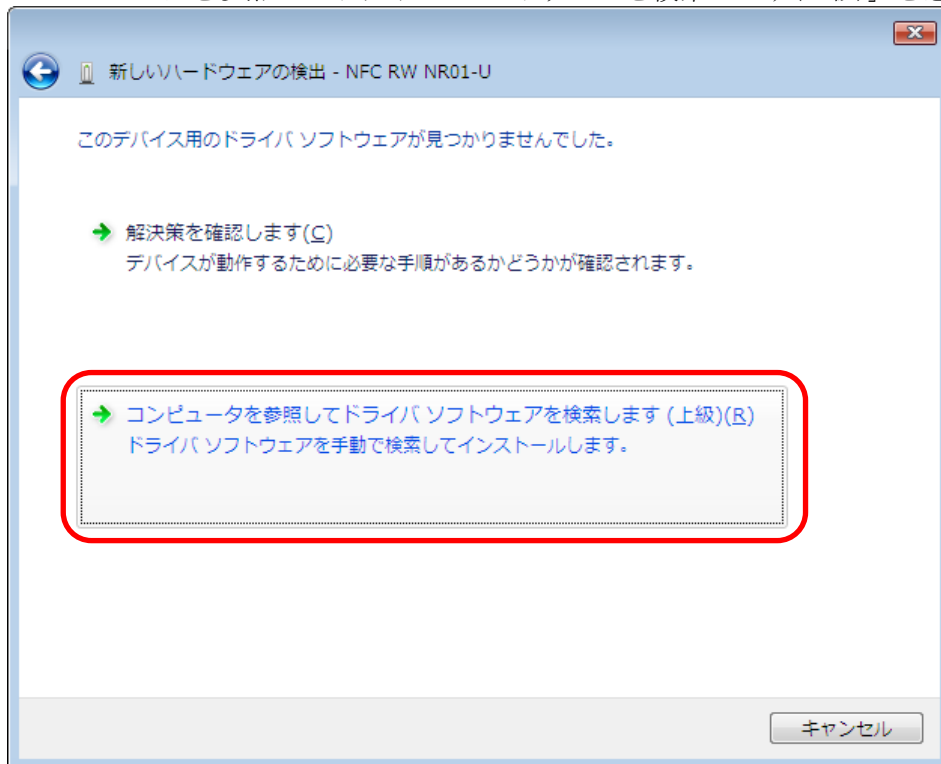 新しいハードウェアの検出 - NFC RW NR01-U
このデバイス用のドライバ ソフトウェアが見つかりませんでした。
解決策を確認します(C)
デバイスが動作するために必要な手順があるかどうかが確認されます。
コンピュータを参照してドライバ ソフトウェアを検索します (上級)(R)
ドライバ ソフトウェアを手動で検索してインストールします。
キャンセル